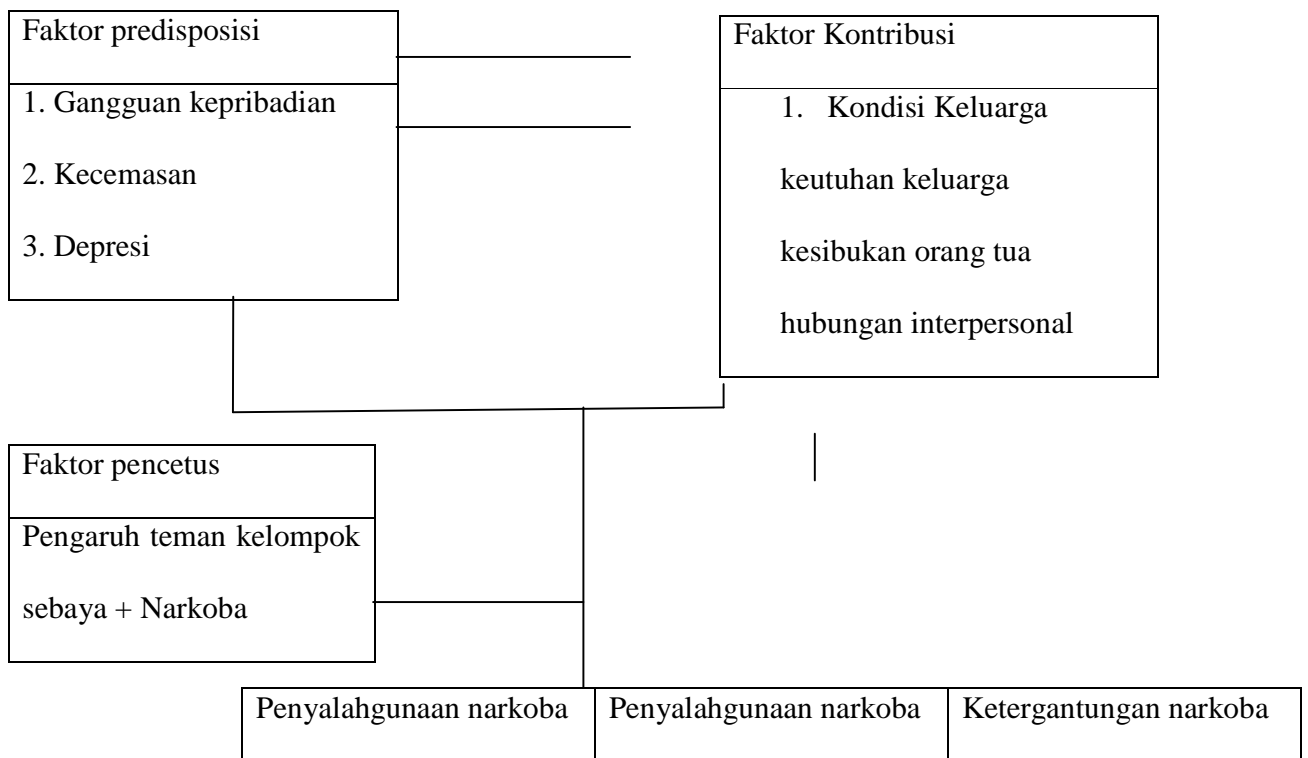 Faktor predisposisi
1. Gangguan kepribadian
2. Kecemasan
3. Depresi
Faktor Kontribusi
1. Kondisi Keluarga
keutuhan keluarga
kesibukan orang tua
hubungan interpersonal
Faktor pencetus
Pengaruh teman kelompok
sebaya + Narkoba
Penyalahgunaan narkoba
Penyalahgunaan narkoba
Ketergantungan narkoba